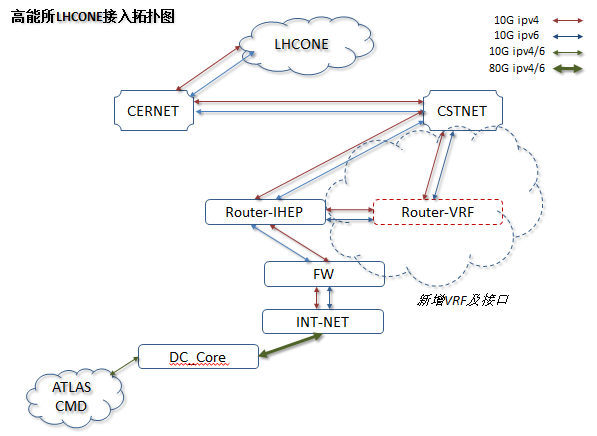 高能所LHCONE接入拓扑图
10G ipv4
10G ipv6
10G ipv4/6
80G ipv4/6
LHCONE
CERNET
CSTNET
Router-IHEP
Router-VRF
FW
新增VRF及接口
INT-NET
DC_Core
ATLAS
CMD